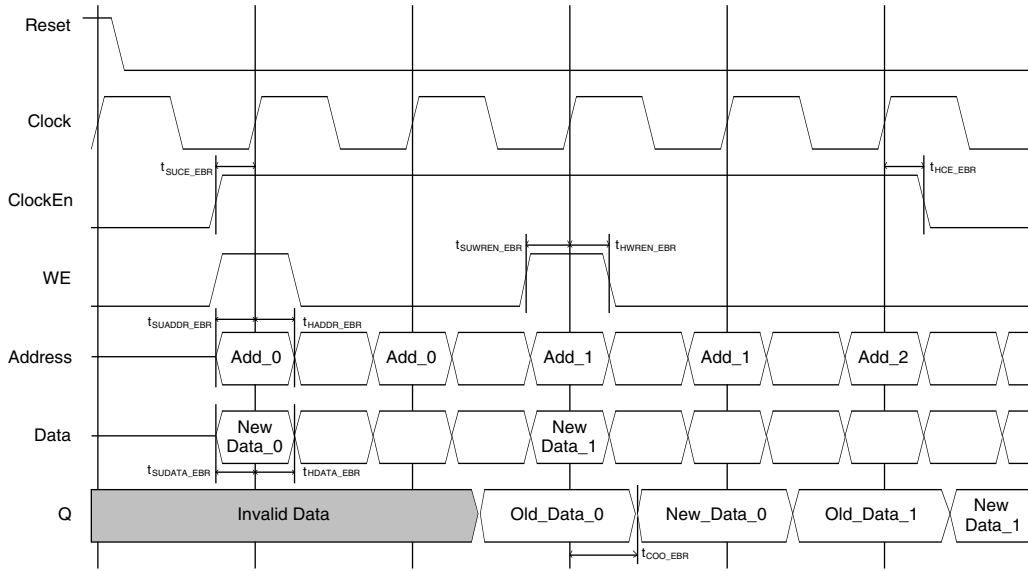 Reset
Clock
tSUCE_EBR
tHCE_EBR
ClockEn
tSUWREN_EBR
tHWREN_EBR
WE
tSUADDR_EBR
tHADDR_EBR
Address
Add_0
Add_0
Add_1
Add_1
Add_2
Data
New
Data_0
New
Data_1
tSUDATA_EBR
tHDATA_EBR
Q
Invalid Data
Old_Data_0
New_Data_0
Old_Data_1
New
Data_1
tCOO_EBR